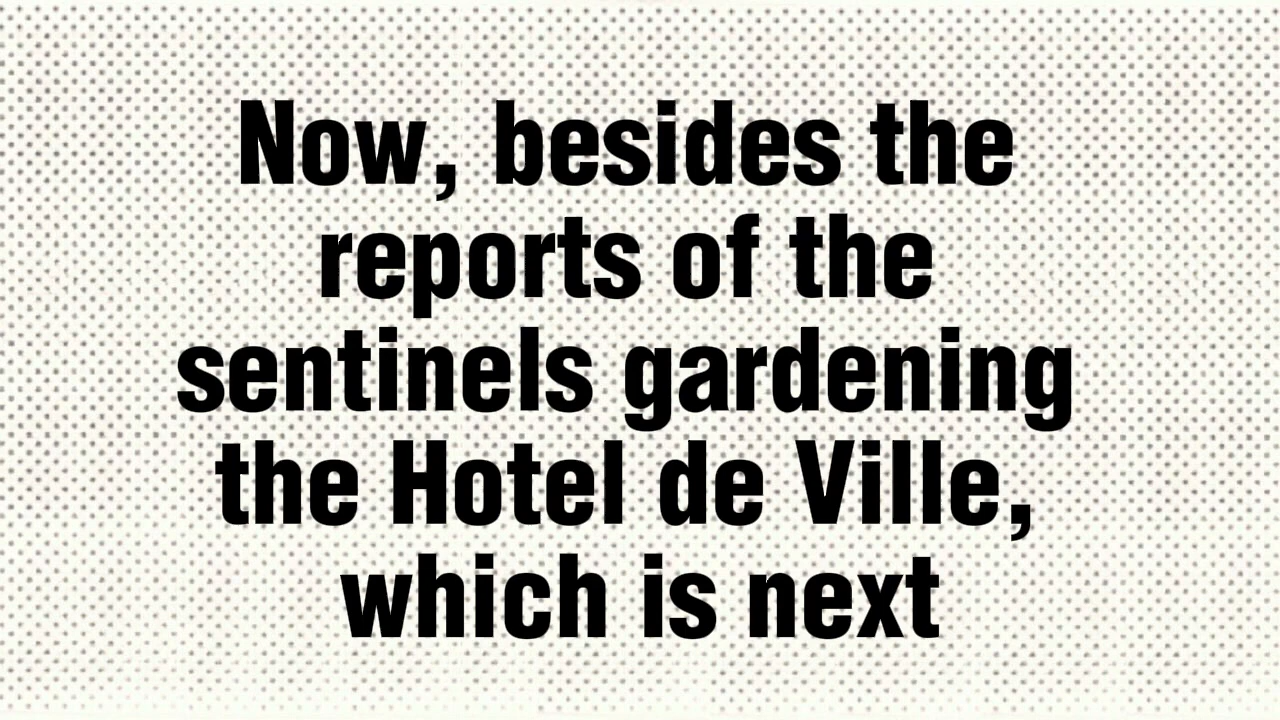 Now, besides the
reports of the
sentinels gardening
the Hotel de Ville,
which is next